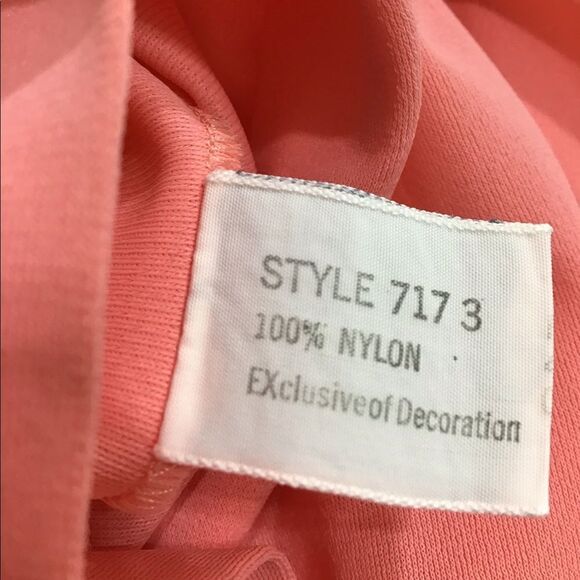 STYLE 717 3
100% NYLON
EXclusive of Decoration